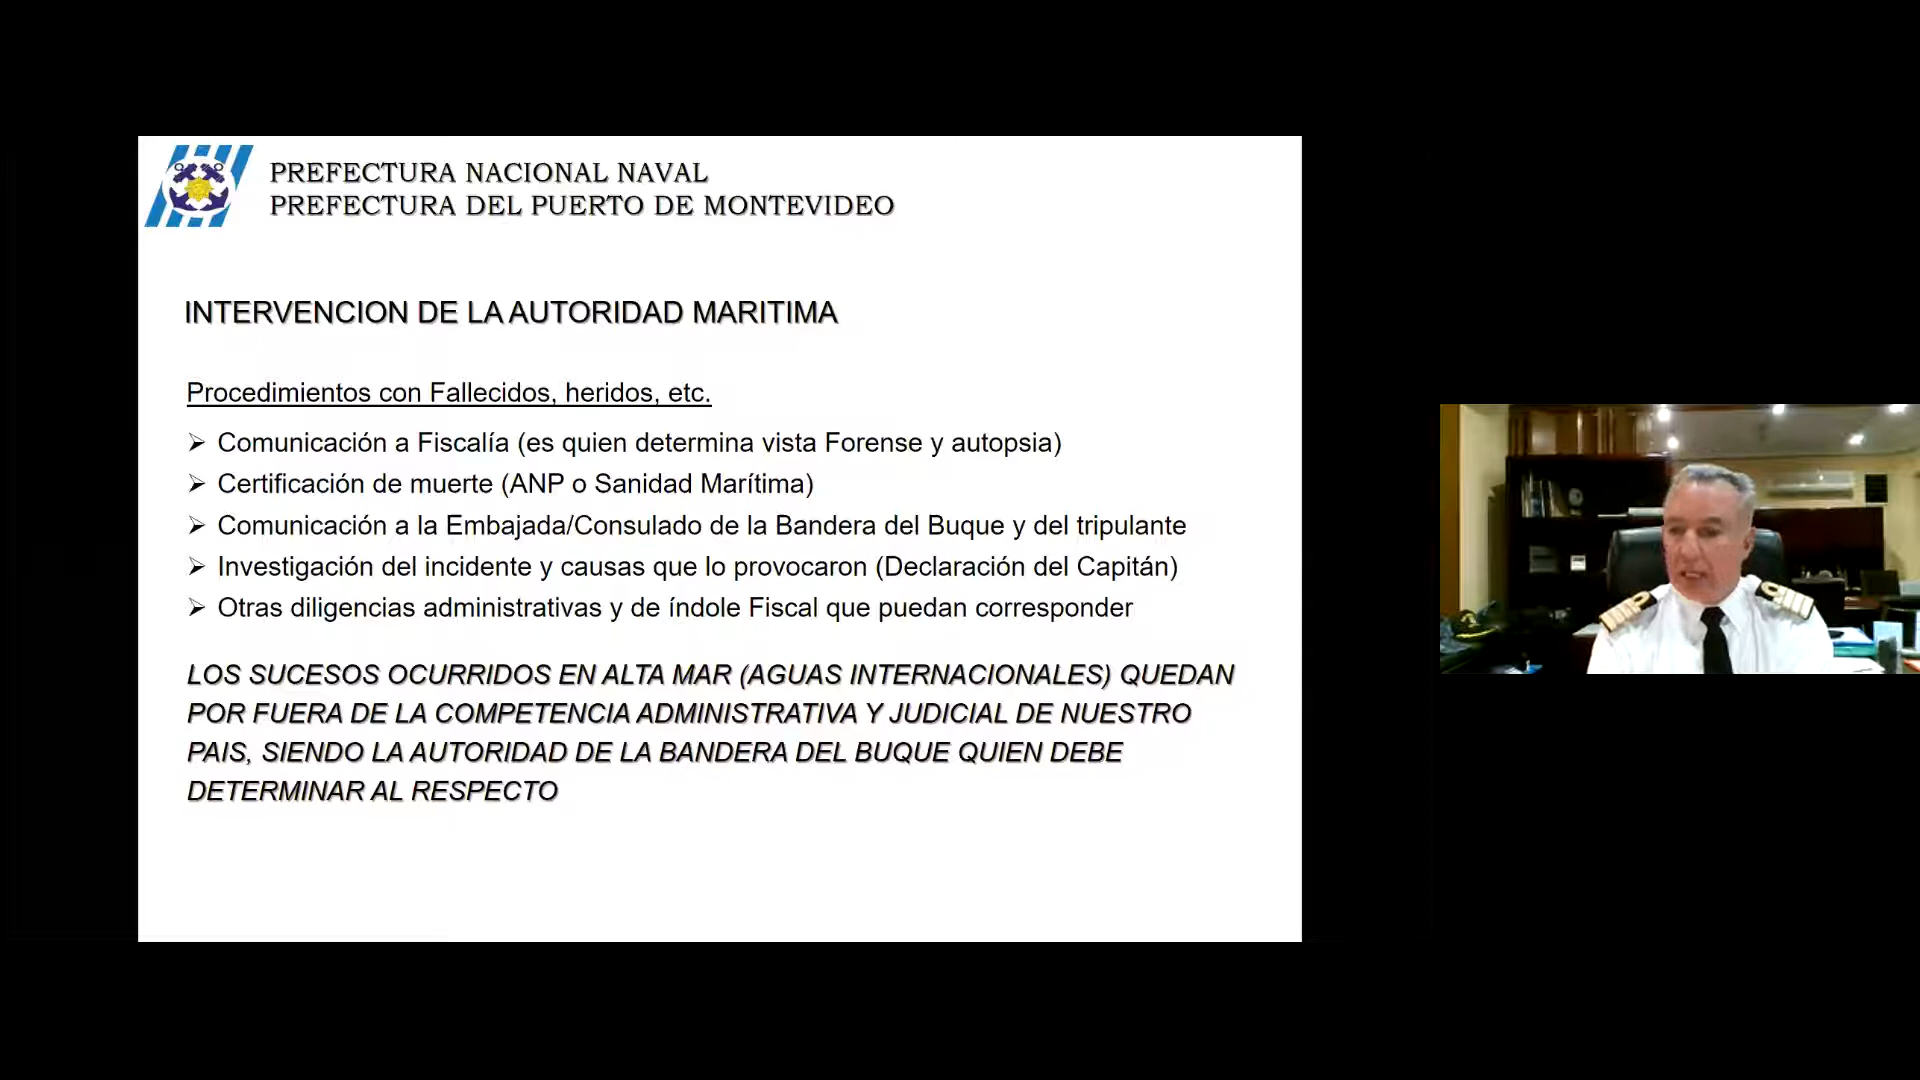 PREFECTURA NACIONAL NAVAL
PREFECTURA DEL PUERTO DE MONTEVIDEO
INTERVENCION DE LA AUTORIDAD MARITIMA
Procedimientos con Fallecidos, heridos, etc.
➢ Comunicación a Fiscalía (es quien determina vista Forense y autopsia)
➢ Certificación de muerte (ANP o Sanidad Marítima)
➢ Comunicación a la Embajada/Consulado de la Bandera del Buque y del tripulante
➢ Investigación del incidente y causas que lo provocaron (Declaración del Capitán)
➢ Otras diligencias administrativas y de índole Fiscal que puedan corresponder
LOS SUCESOS OCURRIDOS EN ALTA MAR (AGUAS INTERNACIONALES) QUEDAN
POR FUERA DE LA COMPETENCIA ADMINISTRATIVA Y JUDICIAL DE NUESTRO
PAIS, SIENDO LA AUTORIDAD DE LA BANDERA DEL BUQUE QUIEN DEBE
DETERMINAR AL RESPECTO